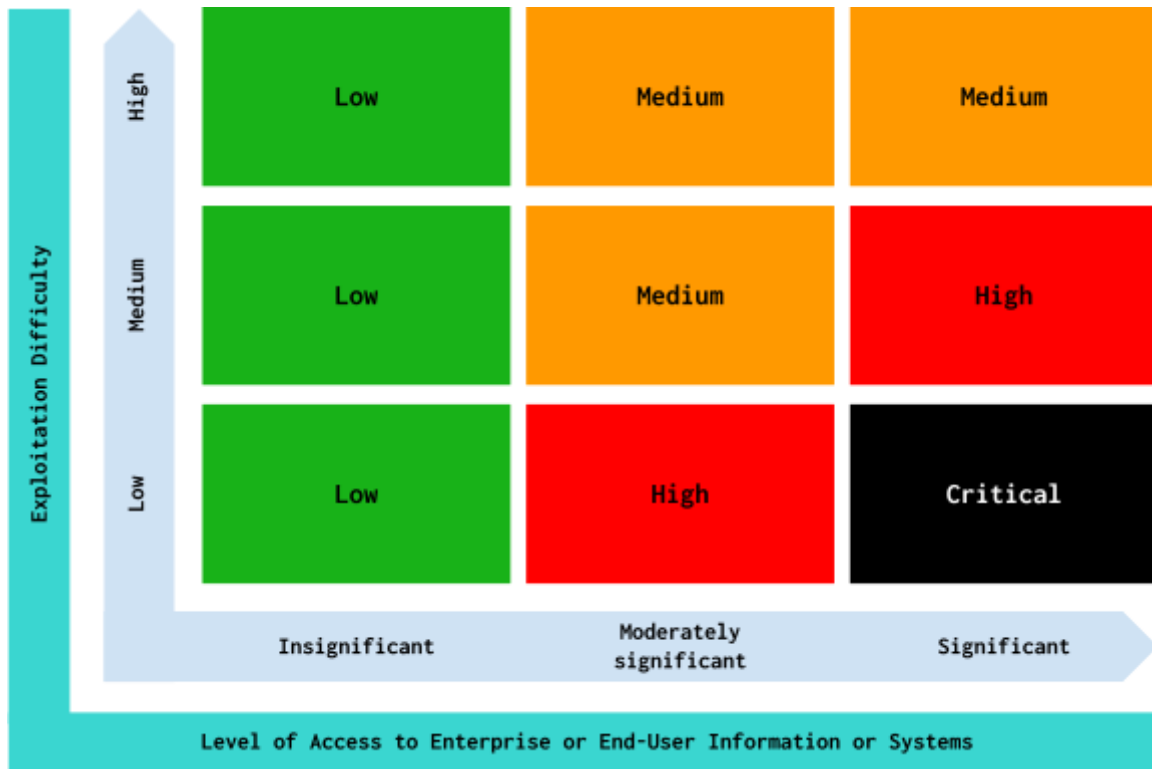 Exploitation Difficulty
High
Low
Medium
Medium
Medium
Low
Medium
High
Low
Low
High
Critical
Insignificant
Moderately
significant
Significant
Level of Access to Enterprise or End-User Information or Systems